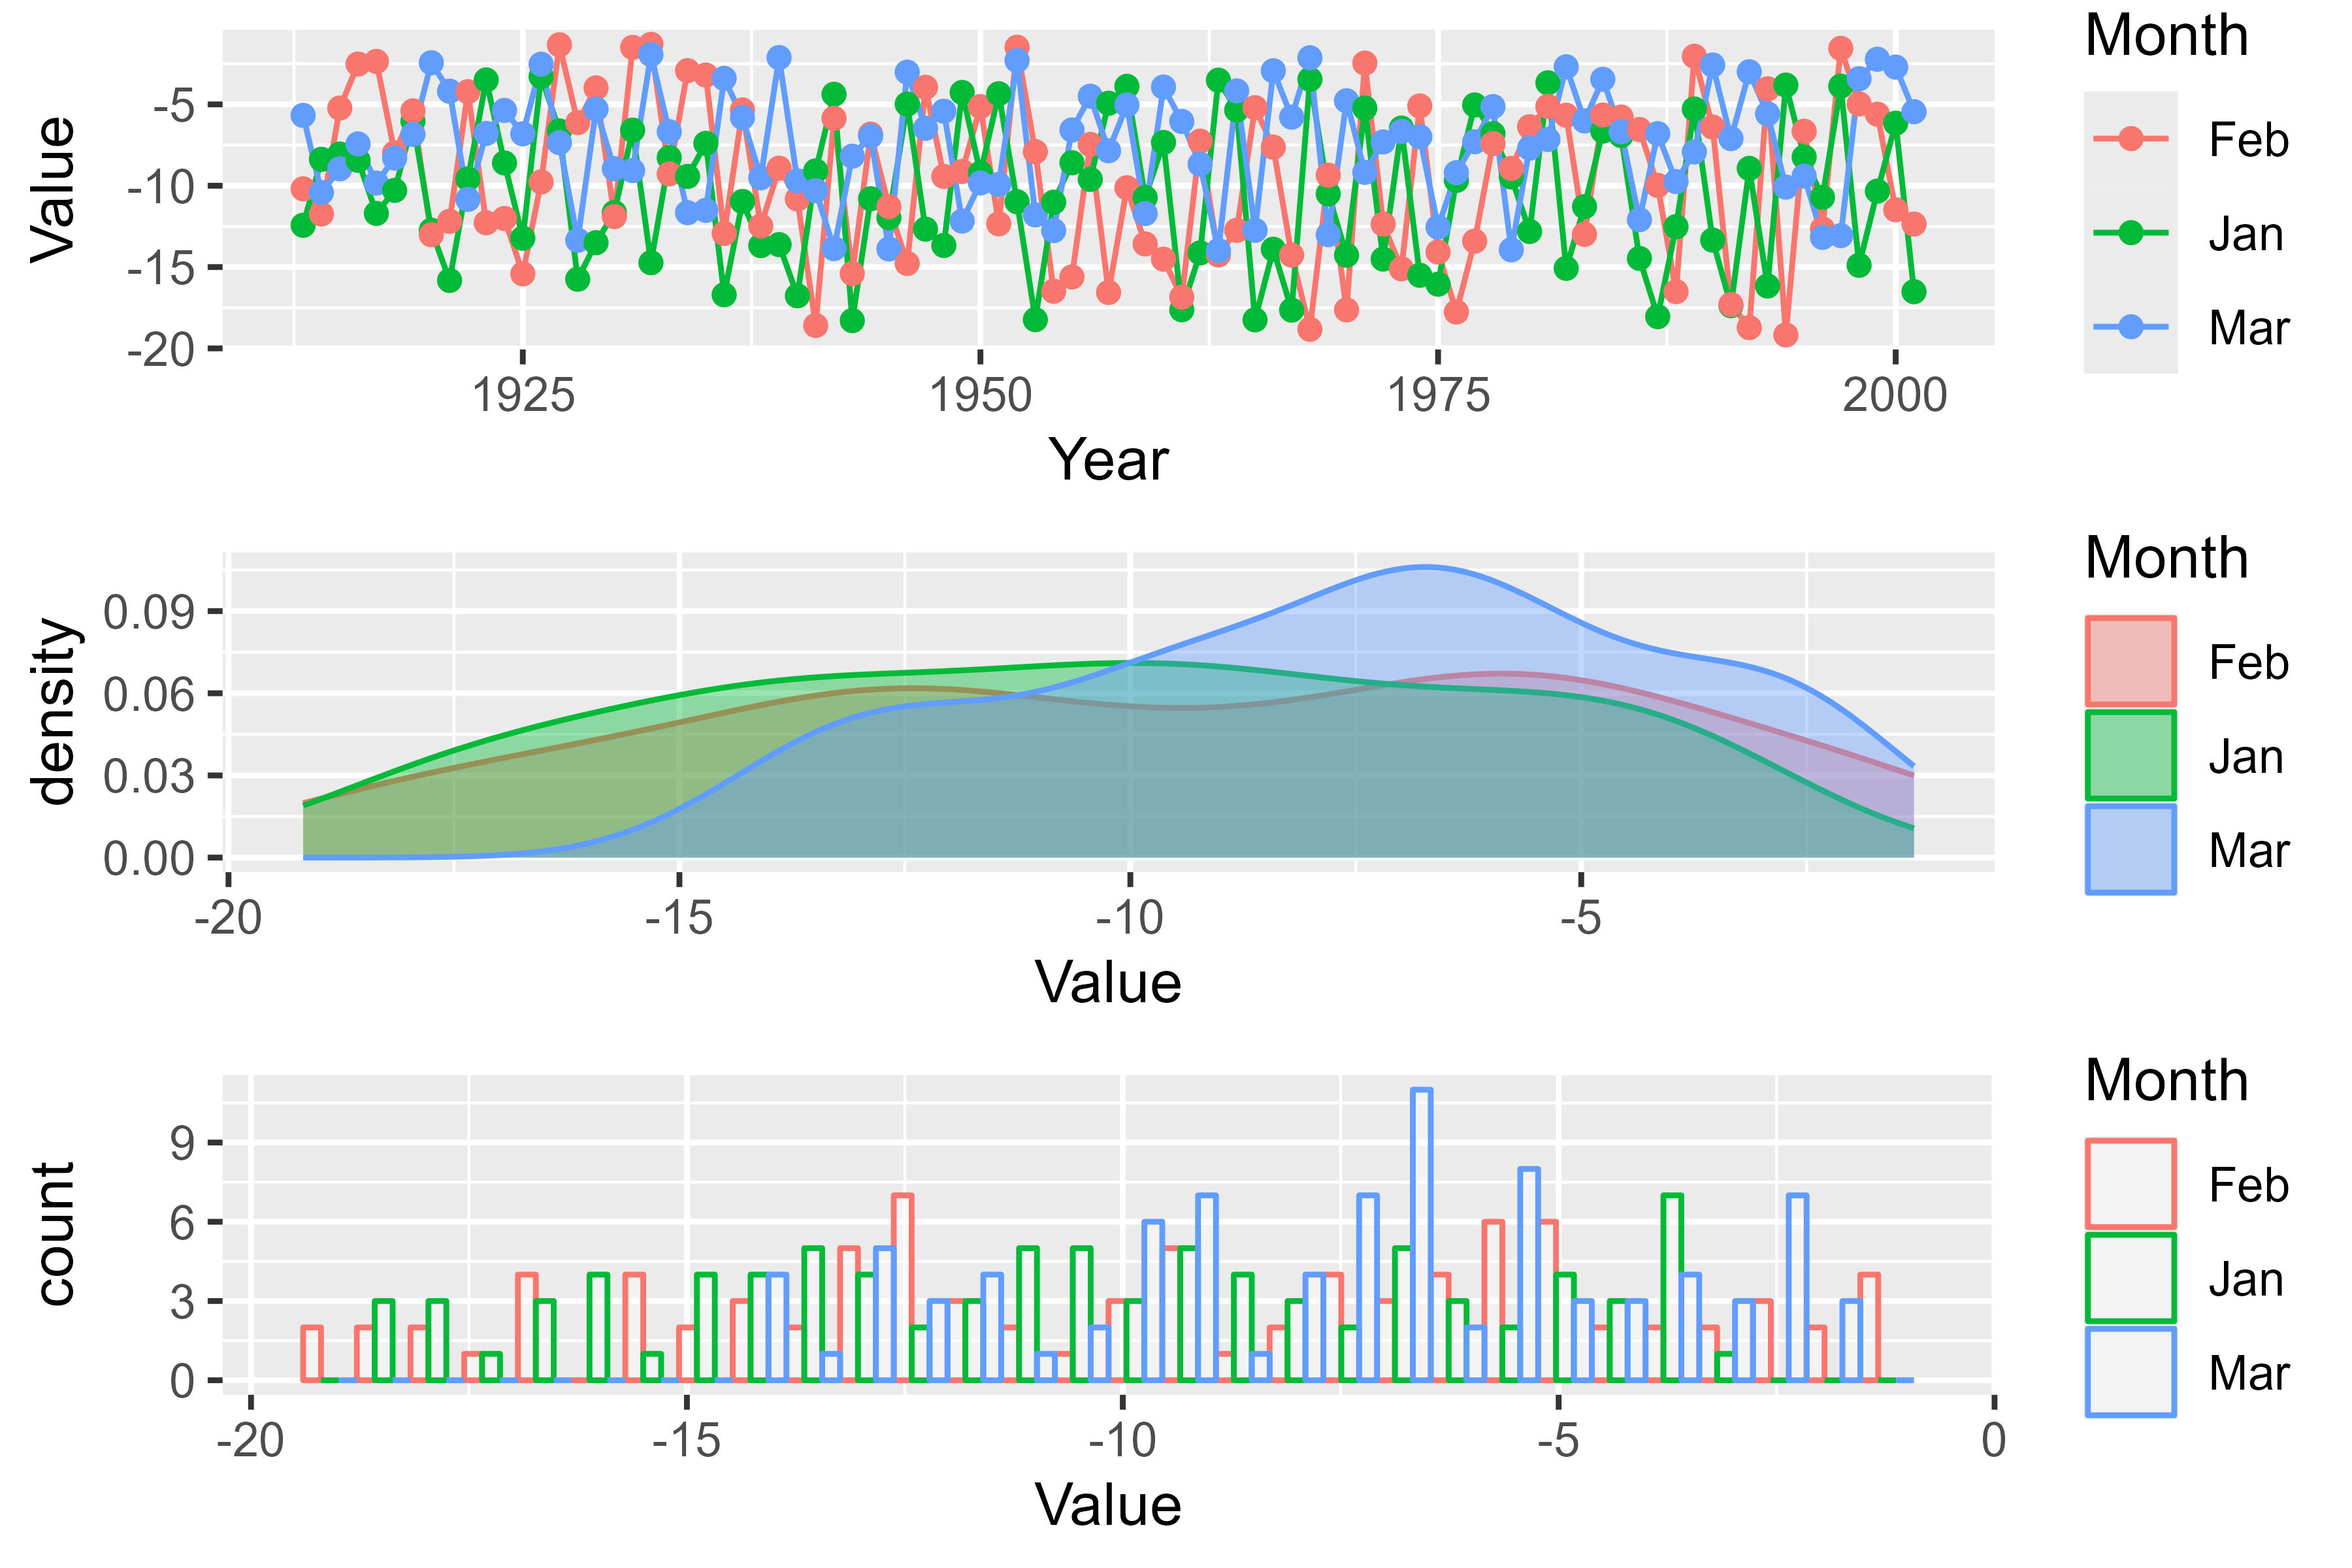 Value
-5
-10
-15
-20
1925 1950 1975 2000
Year
Month
Feb
Jan
Mar
density
0.09
0.06
0.03
0.00
-20 -15 -10 -5
Value
Month
Feb
Jan
Mar
count
9
6
3
0
-20 -15 -10 -5 0
Value
Month
Feb
Jan
Mar